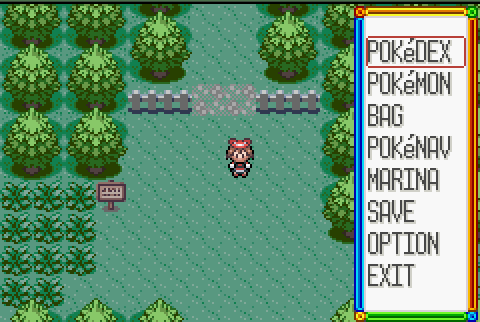 POKéDEX
POKéMON
BAG
POKéNAV
MARINA
SAVE
OPTION
EXIT